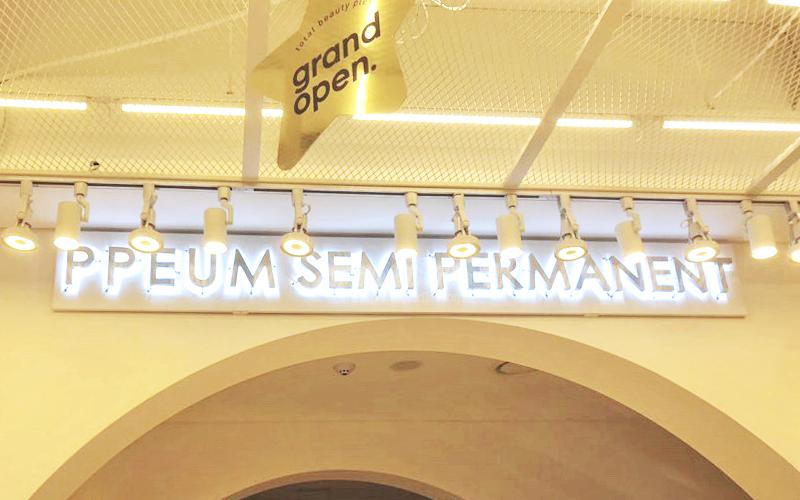 total beauty
grand
open.
PPEUM SEMI PERMANENT